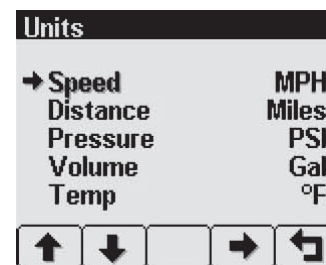 Units
Speed MPH
Distance Miles
Pressure PSI
Volume Gal
Temp °F